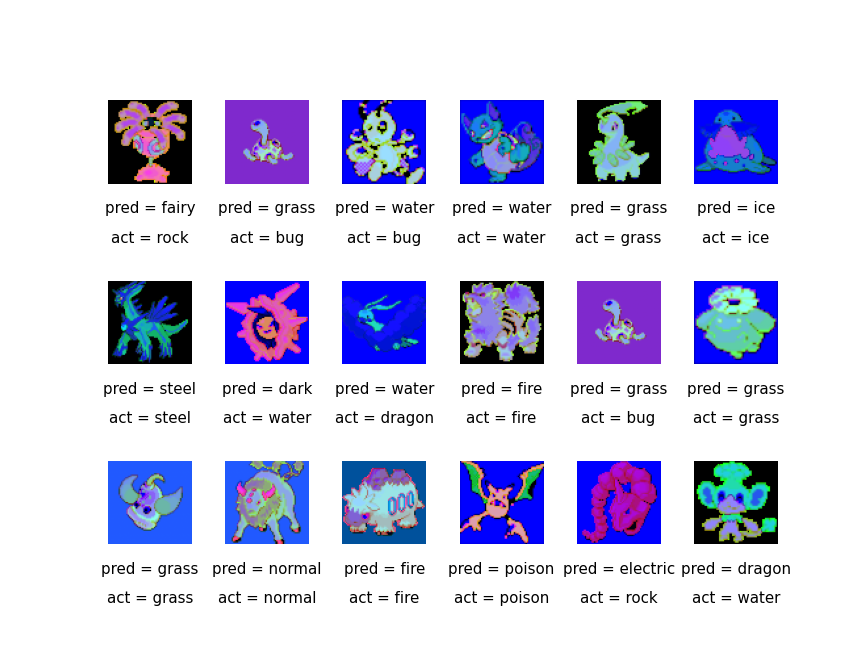 pred = fairy
act = rock
pred = grass
act = bug
pred = water
act = bug
pred = water
act = water
pred = grass
act = grass
pred = ice
act = ice
pred = steel
act = steel
pred = dark
act = water
pred = water
act = dragon
pred = fire
act = fire
pred = grass
act = bug
pred = grass
act = grass
pred = grass
act = grass
pred = normal
act = normal
pred = fire
act = fire
pred = poison
act = poison
pred = electric
act = rock
pred = dragon
act = water